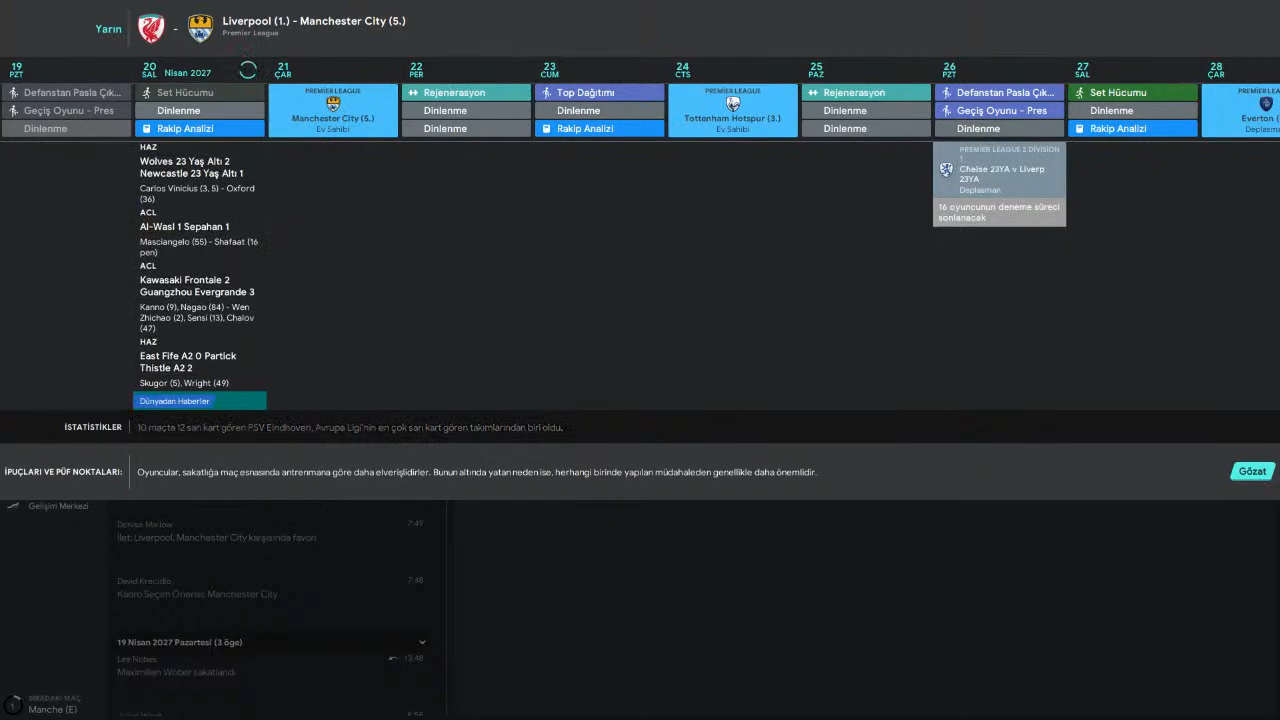 Yarın
Liverpool (1.) - Manchester City (5.)
Premier League
19
PZT
20
SAL Nisan 2027
21
ÇAR
22
PER
23
CUM
24
CTS
25
PAZ
26
PZT
27
SAL
28
ÇAR
Defanstan Pasla Çık...
Geçiş Oyunu - Pres
Dinlenme
Set Hücumu
Dinlenme
Rakip Analizi
PREMIER LEAGUE
Manchester City (5.)
Ev Sahibi
Rejenerasyon
Dinlenme
Dinlenme
Top Dağıtımı
Dinlenme
Rakip Analizi
PREMIER LEAGUE
Tottenham Hotspur (3.)
Ev Sahibi
Rejenerasyon
Dinlenme
Dinlenme
Defanstan Pasla Çık...
Geçiş Oyunu - Pres
Dinlenme
Set Hücumu
Dinlenme
Rakip Analizi
PREMIER LEA
Everton (
Deplasm
HAZ
Wolves 23 Yaş Altı 2
Newcastle 23 Yaş Altı 1
Carlos Vinicius (3, 5) - Oxford
(36)
ACL
Al-Wasl 1 Sepahan 1
Masciangelo (55) - Shafaat (16
pen)
ACL
Kawasaki Frontale 2
Guangzhou Evergrande 3
Kanno (9), Nagao (84) - Wen
Zhichao (2), Sensi (13), Chalov
(47)
HAZ
East Fife A2 0 Partick
Thistle A2 2
Skugor (5), Wright (49)
Dünyadan Haberler
PREMIER LEAGUE 2 DIVISION
1
Chelse 23YA v Liverp
23YA
Deplasman
16 oyuncunun deneme süreci
sonlanacak
İSTATİSTİKLER
10 maçta 12 sarı kart gören PSV Eindhoven, Avrupa Ligi'nin en çok sarı kart gören takımlarından biri oldu.
İPUÇLARI VE PÜF NOKTALARI:
Oyuncular, sakatlığa maç esnasında antrenmana göre daha elverişlidirler. Bunun altında yatan neden ise, herhangi birinde yapılan müdahaleden genellikle daha önemlidir.
Gözat
Gelişim Merkezi
Denise Marlow 7:49
İlet: Liverpool, Manchester City karşısında favori
David Krecidlo 7:48
Kadro Seçim Önerisi: Manchester City
19 Nisan 2027 Pazartesi (3 öge)
Lee Nobes 13:48
Maximilian Wöber sakatlandı
8:58
1
SIRADAKİ MAÇ
Manche (E)